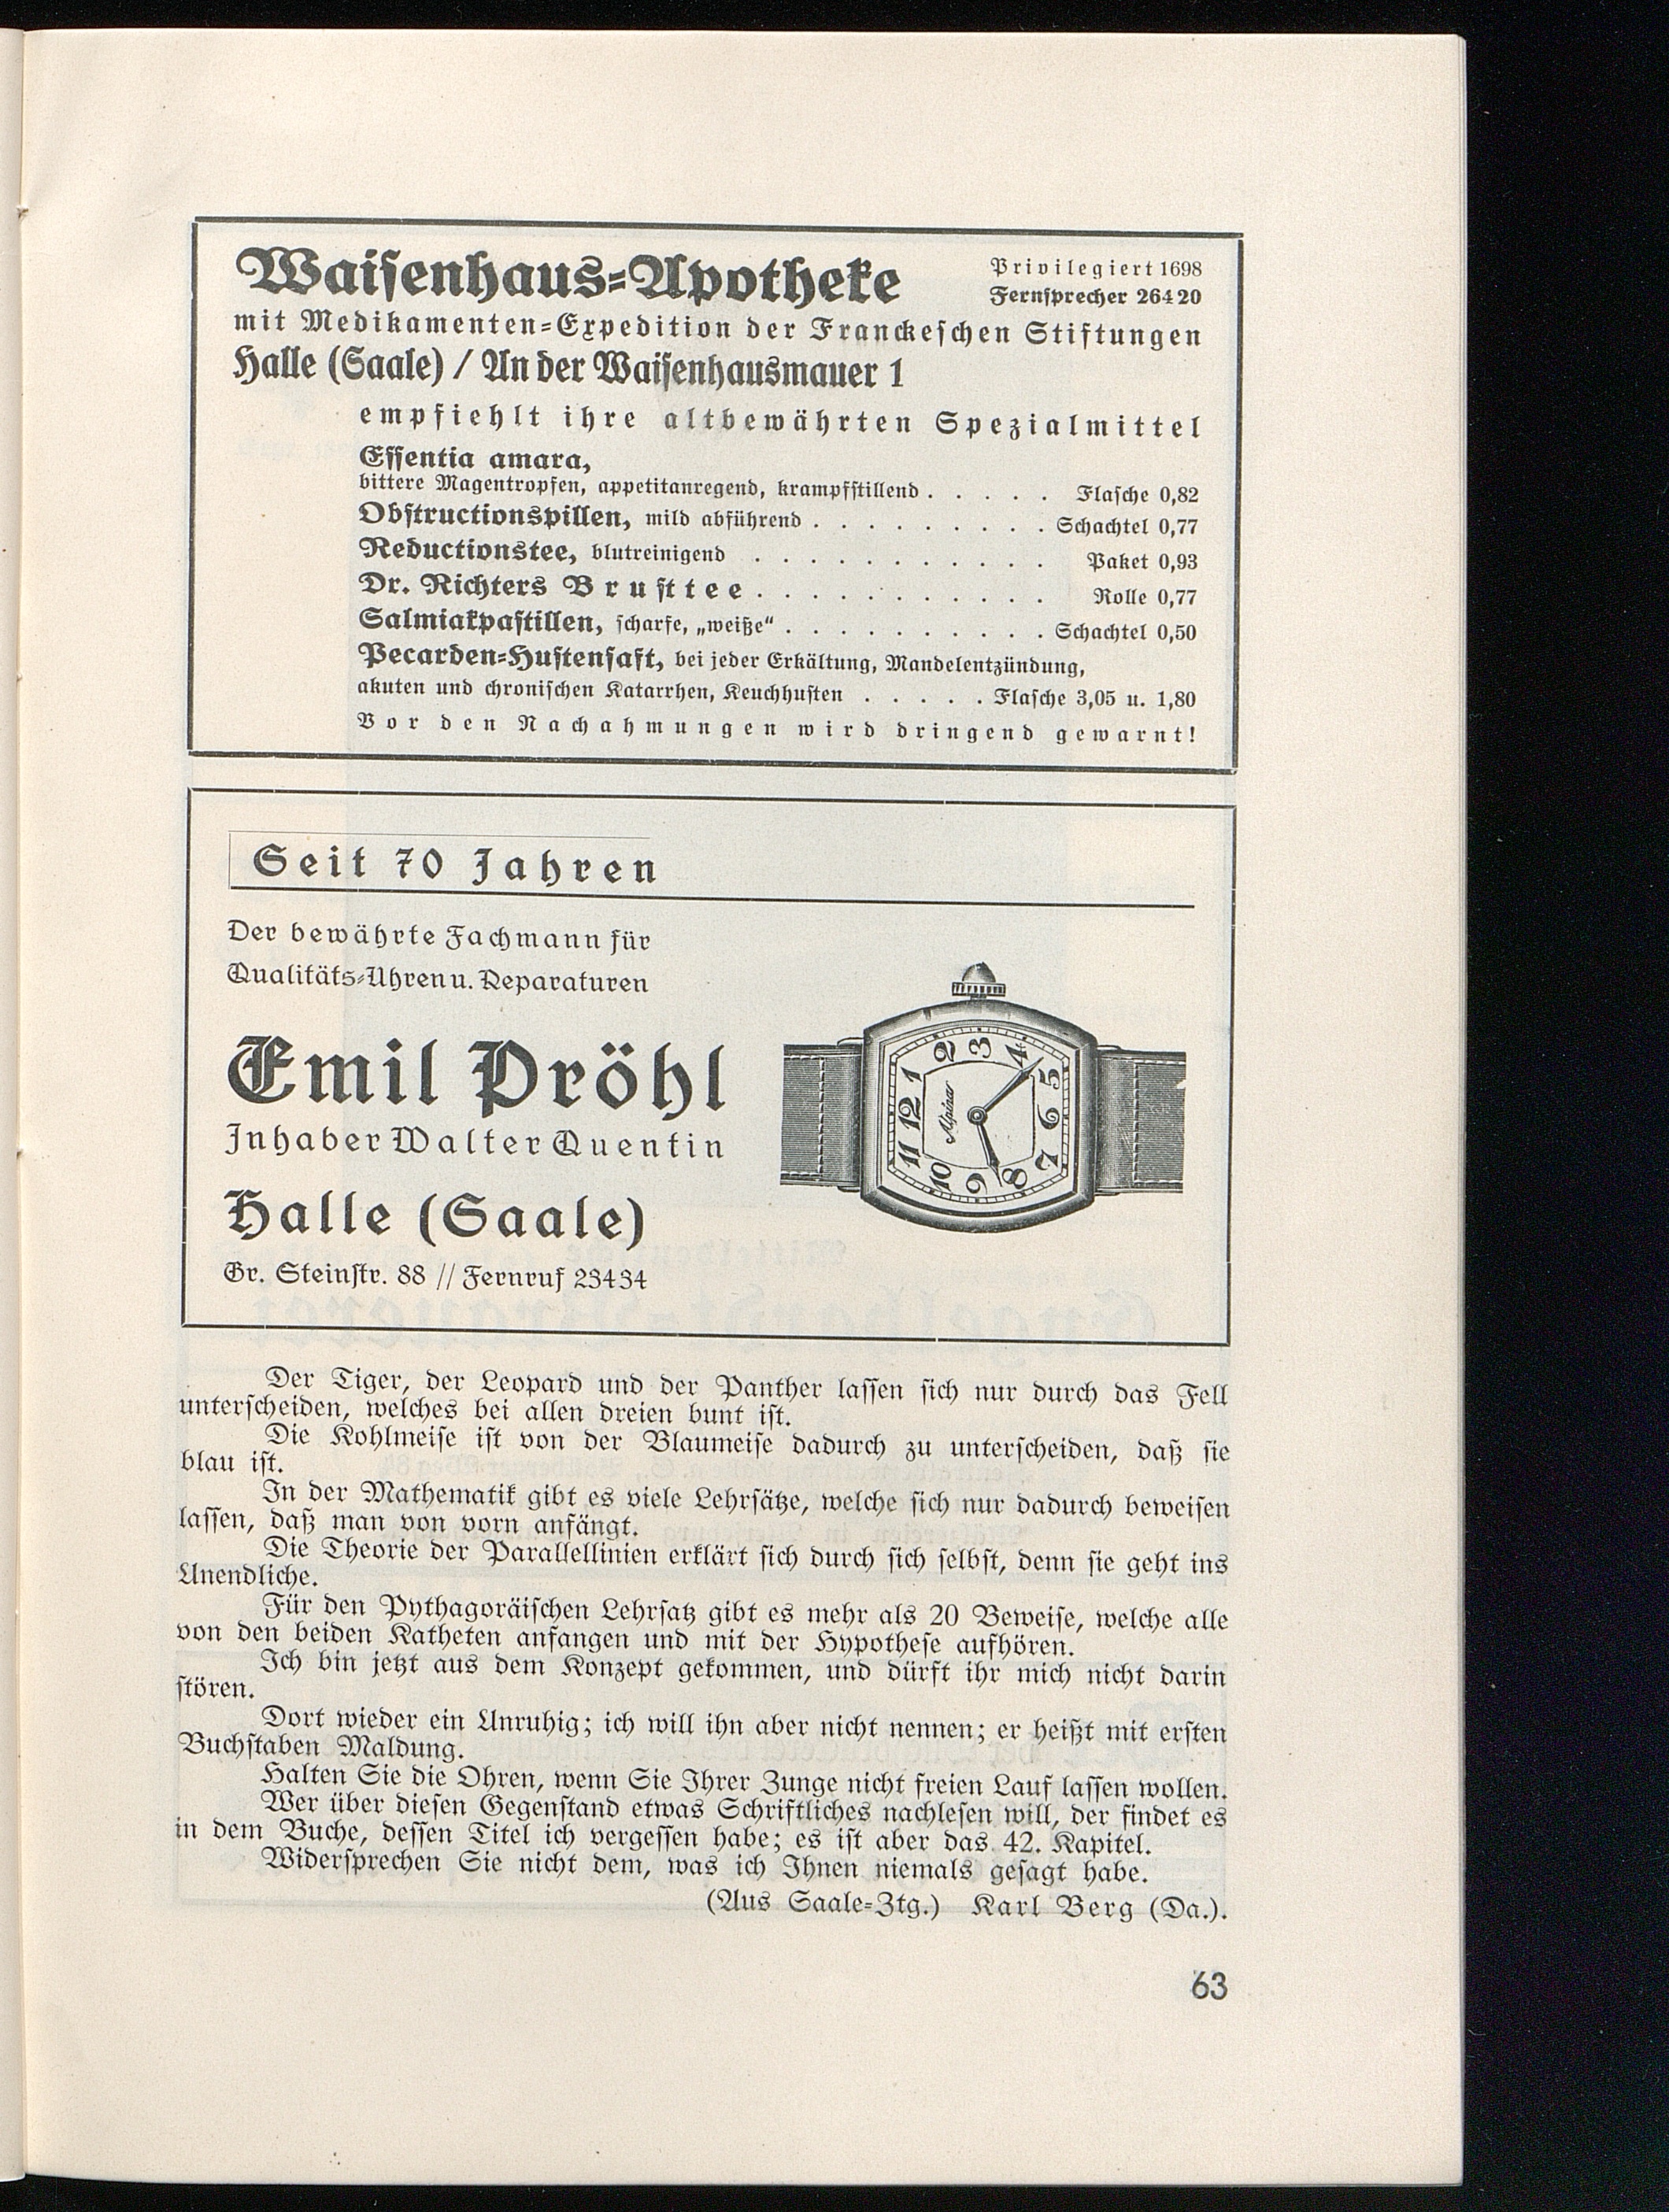 Waisenhaus-Apotheke
Privilegiert 1698
Fernsprecher 26420
mit Medikamenten-Expedition der Franckeschen Stiftungen
Halle (Saale) / An der Waisenhausmauer 1
empfiehlt ihre altbewährten Spezialmittel
Essentia amara,
bittere Magentropfen, appetitanregend, krampfstillend . . . . . Flasche 0,82
Obstructionspillen, mild abführend . . . . . . . . . Schachtel 0,77
Reductionstee, blutreinigend . . . . . . . . . . . Paket 0,93
Dr. Richters Brusttee . . . . . . . . . . . Rolle 0,77
Salmiakpastillen, scharfe, „weiße“ . . . . . . . . . . Schachtel 0,50
Pecarden-Hustensaft, bei jeder Erkältung, Mandelentzündung,
akuten und chronischen Katarrhen, Keuchhusten . . . . . Flasche 3,05 u. 1,80
Vor den Nachahmungen wird dringend gewarnt!
Seit 70 Jahren
Der bewährte Fachmann für
Qualitäts-Uhren u. Reparaturen
Emil Pröhl
Inhaber Walter Quentin
Halle (Saale)
Gr. Steinstr. 88 // Fernruf 23434
Alpina
1 2 3 4 5 6 7 8 9 10 11 12
Der Tiger, der Leopard und der Panther lassen sich nur durch das Fell
unterscheiden, welches bei allen dreien bunt ist.
Die Kohlmeise ist von der Blaumeise dadurch zu unterscheiden, daß sie
blau ist.
In der Mathematik gibt es viele Lehrsätze, welche sich nur dadurch beweisen
lassen, daß man von vorn anfängt.
Die Theorie der Parallellinien erklärt sich durch sich selbst, denn sie geht ins
Unendliche.
Für den Pythagoräischen Lehrsatz gibt es mehr als 20 Beweise, welche alle
von den beiden Katheten anfangen und mit der Hypothese aufhören.
Ich bin jetzt aus dem Konzept gekommen, und dürft ihr mich nicht darin
stören.
Dort wieder ein Unruhig; ich will ihn aber nicht nennen; er heißt mit ersten
Buchstaben Maldung.
Halten Sie die Ohren, wenn Sie Ihrer Zunge nicht freien Lauf lassen wollen.
Wer über diesen Gegenstand etwas Schriftliches nachlesen will, der findet es
in dem Buche, dessen Titel ich vergessen habe; es ist aber das 42. Kapitel.
Widersprechen Sie nicht dem, was ich Ihnen niemals gesagt habe.
(Aus Saale-Ztg.) Karl Berg (Da.).
63